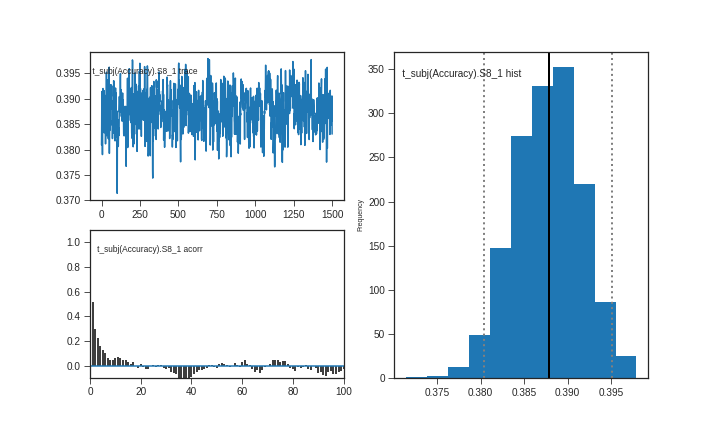 t_subj(Accuracy).S8_1 trace
0.395
0.390
0.385
0.380
0.375
0.370
0 250 500 750 1000 1250 1500
t_subj(Accuracy).S8_1 acorr
1.0
0.8
0.6
0.4
0.2
0.0
0 20 40 60 80 100
t_subj(Accuracy).S8_1 hist
Frequency
350
300
250
200
150
100
50
0
0.375 0.380 0.385 0.390 0.395